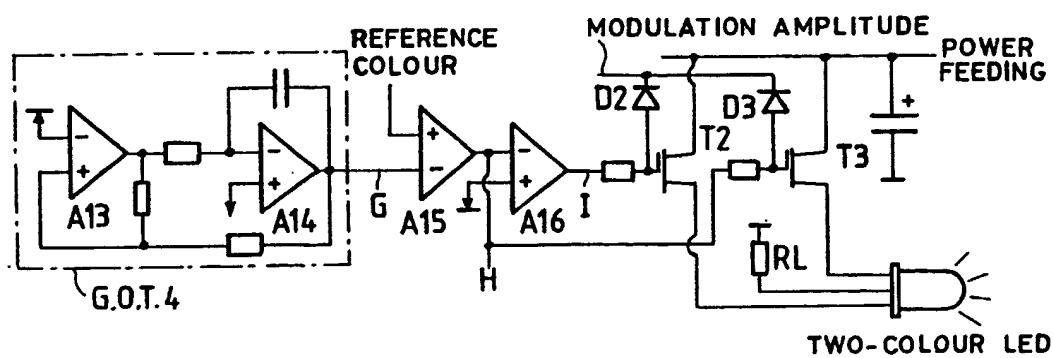 MODULATION AMPLITUDE
REFERENCE
COLOUR
POWER
FEEDING
D2
D3
T2
T3
-
+
A13
-
+
A14
+
-
A15
-
+
A16
+
G
I
H
RL
G.O.T. 4
TWO-COLOUR LED